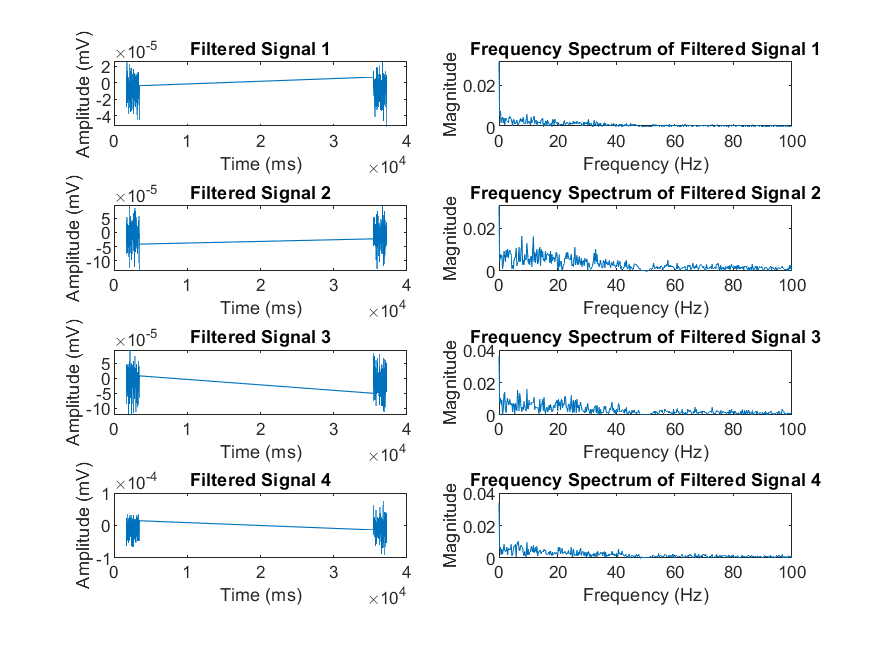 Filtered Signal 1
×10-5
Amplitude (mV)
2
0
-2
-4
0 1 2 3 4
Time (ms)
×104
Frequency Spectrum of Filtered Signal 1
Magnitude
0.02
0
0 20 40 60 80 100
Frequency (Hz)
Filtered Signal 2
×10-5
Amplitude (mV)
5
0
-5
-10
0 1 2 3 4
Time (ms)
×104
Frequency Spectrum of Filtered Signal 2
Magnitude
0.02
0
0 20 40 60 80 100
Frequency (Hz)
Filtered Signal 3
×10-5
Amplitude (mV)
5
0
-5
-10
0 1 2 3 4
Time (ms)
×104
Frequency Spectrum of Filtered Signal 3
Magnitude
0.04
0.02
0
0 20 40 60 80 100
Frequency (Hz)
Filtered Signal 4
×10-4
Amplitude (mV)
1
0
-1
0 1 2 3 4
Time (ms)
×104
Frequency Spectrum of Filtered Signal 4
Magnitude
0.04
0.02
0
0 20 40 60 80 100
Frequency (Hz)